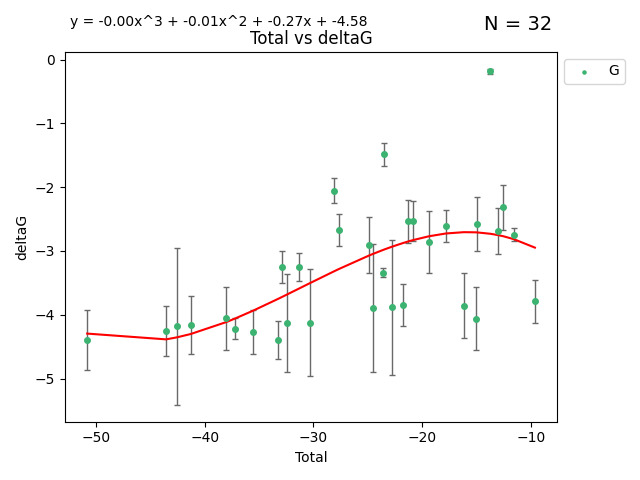 y = -0.00x^3 + -0.01x^2 + -0.27x + -4.58
N = 32
Total vs deltaG
G
0
−1
−2
−3
−4
−5
deltaG
−50 −40 −30 −20 −10
Total